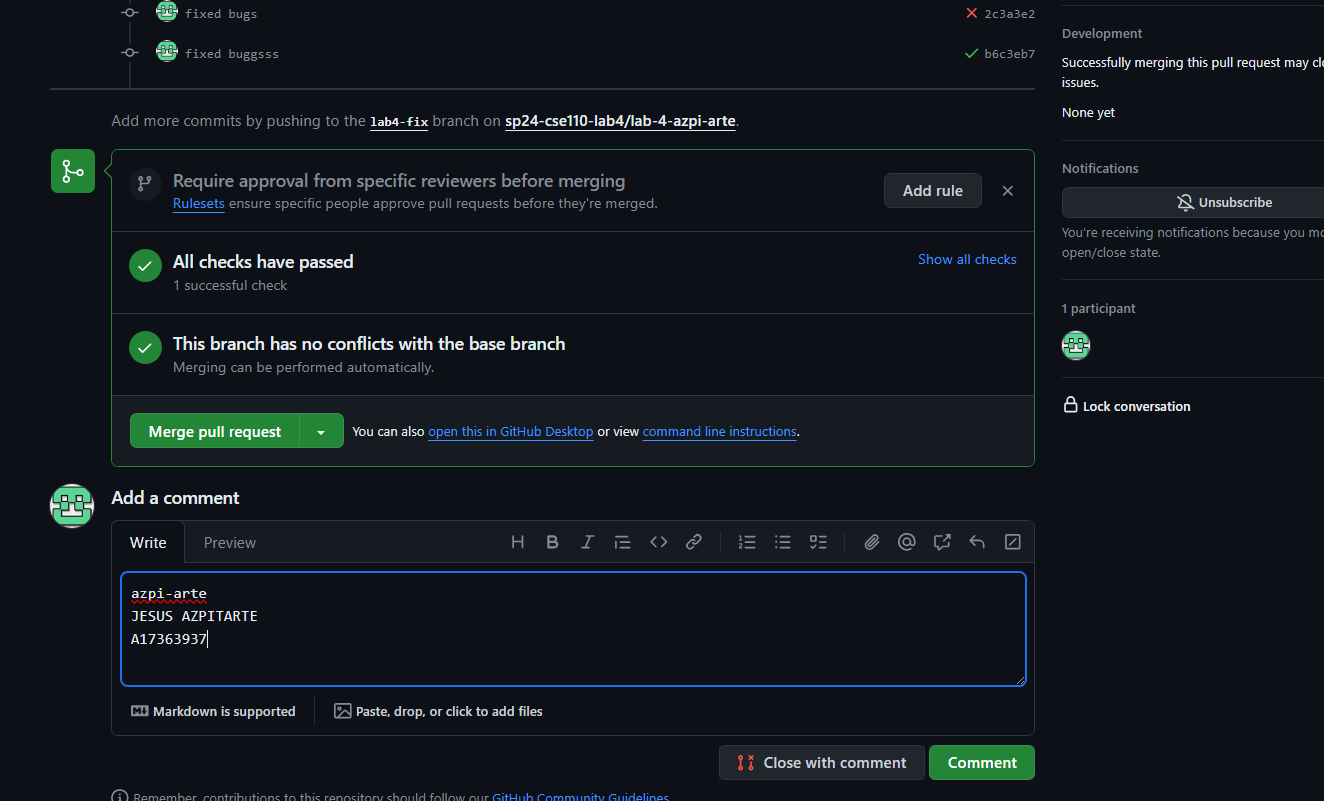 fixed bugs
2c3a3e2
fixed buggsss
b6c3eb7
Add more commits by pushing to the lab4-fix branch on sp24-cse110-lab4/lab-4-azpi-arte.
Require approval from specific reviewers before merging
Rulesets ensure specific people approve pull requests before they're merged.
Add rule
All checks have passed
1 successful check
Show all checks
This branch has no conflicts with the base branch
Merging can be performed automatically.
Merge pull request
You can also open this in GitHub Desktop or view command line instructions.
Add a comment
Write
Preview
azpi-arte
JESUS AZPITARTE
A17363937
Markdown is supported
Paste, drop, or click to add files
Close with comment
Comment
Remember, contributions to this repository should follow our GitHub Community Guidelines
Development
Successfully merging this pull request may clo
issues.
None yet
Notifications
Unsubscribe
You're receiving notifications because you mo
open/close state.
1 participant
Lock conversation